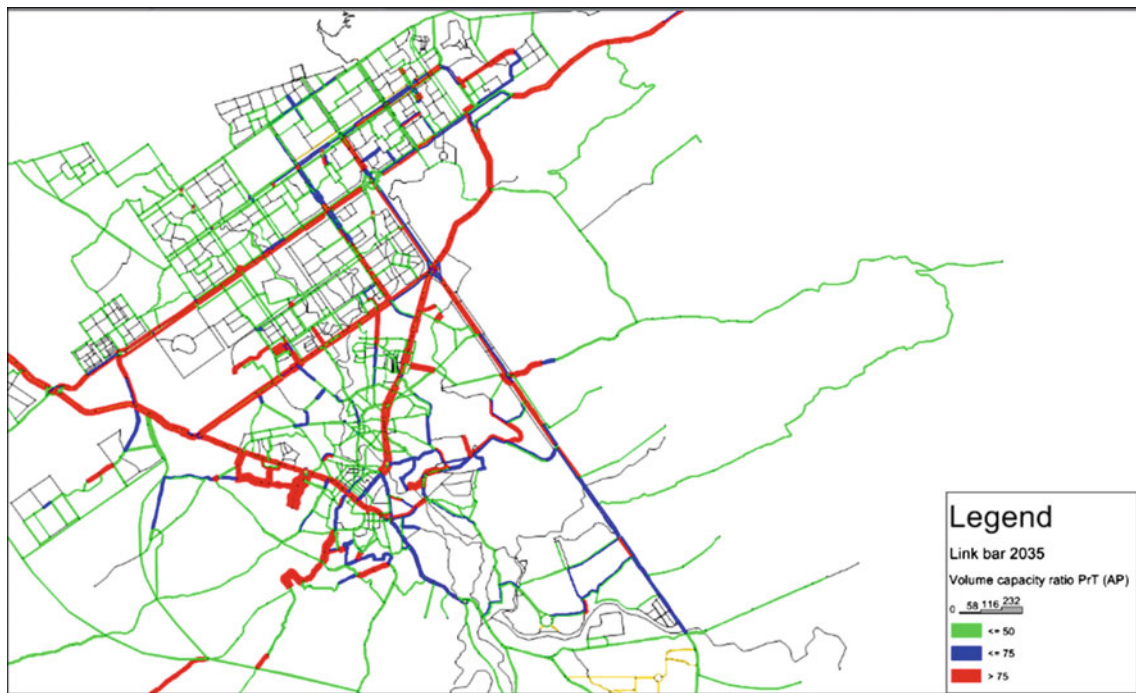 Legend
Link bar 2035
Volume capacity ratio PrT (AP)
0 58 116 232
<= 50
<= 75
> 75